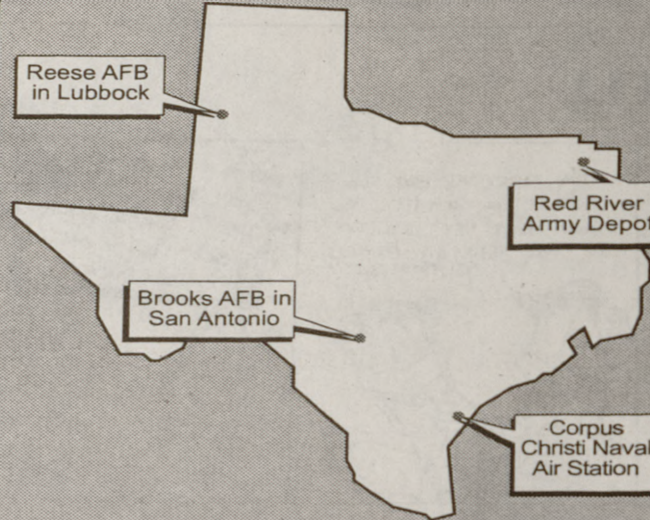 Reese AFB
in Lubbock
Red River
Army Depot
Brooks AFB in
San Antonio
Corpus
Christi Naval
Air Station